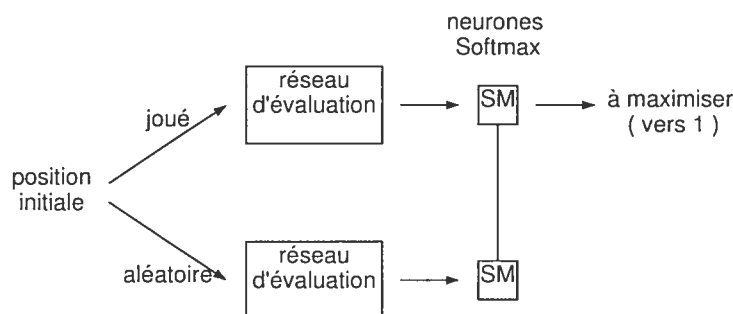 neurones
Softmax
réseau
d'évaluation
SM
à maximiser
( vers 1 )
joué
position
initiale
aléatoire
réseau
d'évaluation
SM